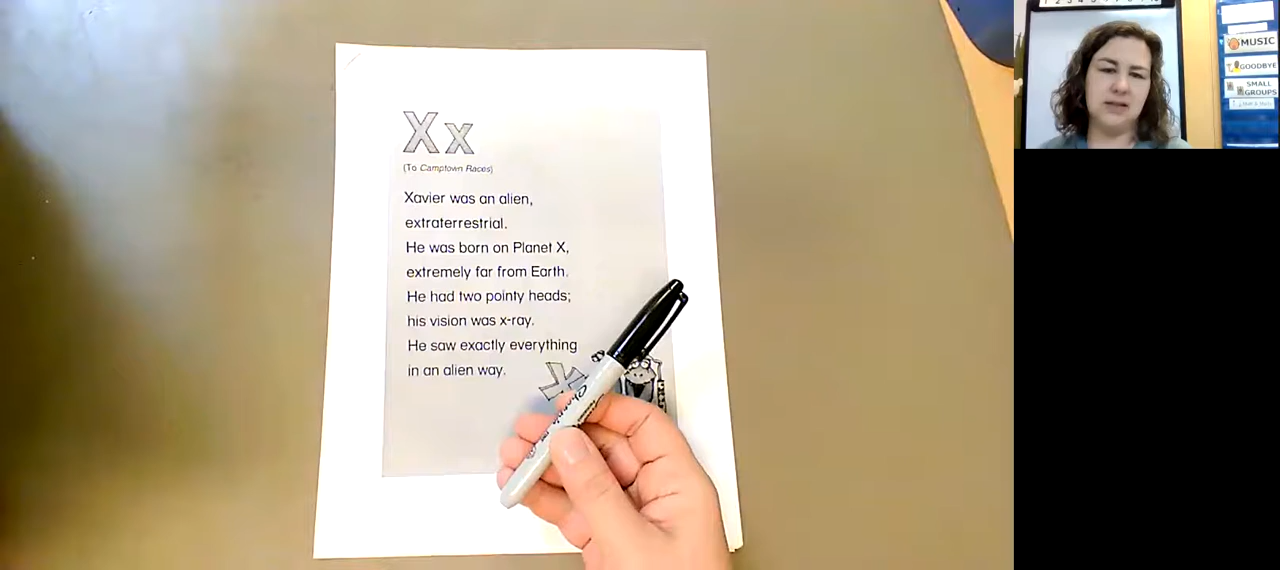 Xx
(To Camptown Races)
Xavier was an alien,
extraterrestrial.
He was born on Planet X,
extremely far from Earth.
He had two pointy heads;
his vision was x-ray.
He saw exactly everything
in an alien way.
X
Sharpie
MUSIC
GOODBYE
SMALL
GROUPS